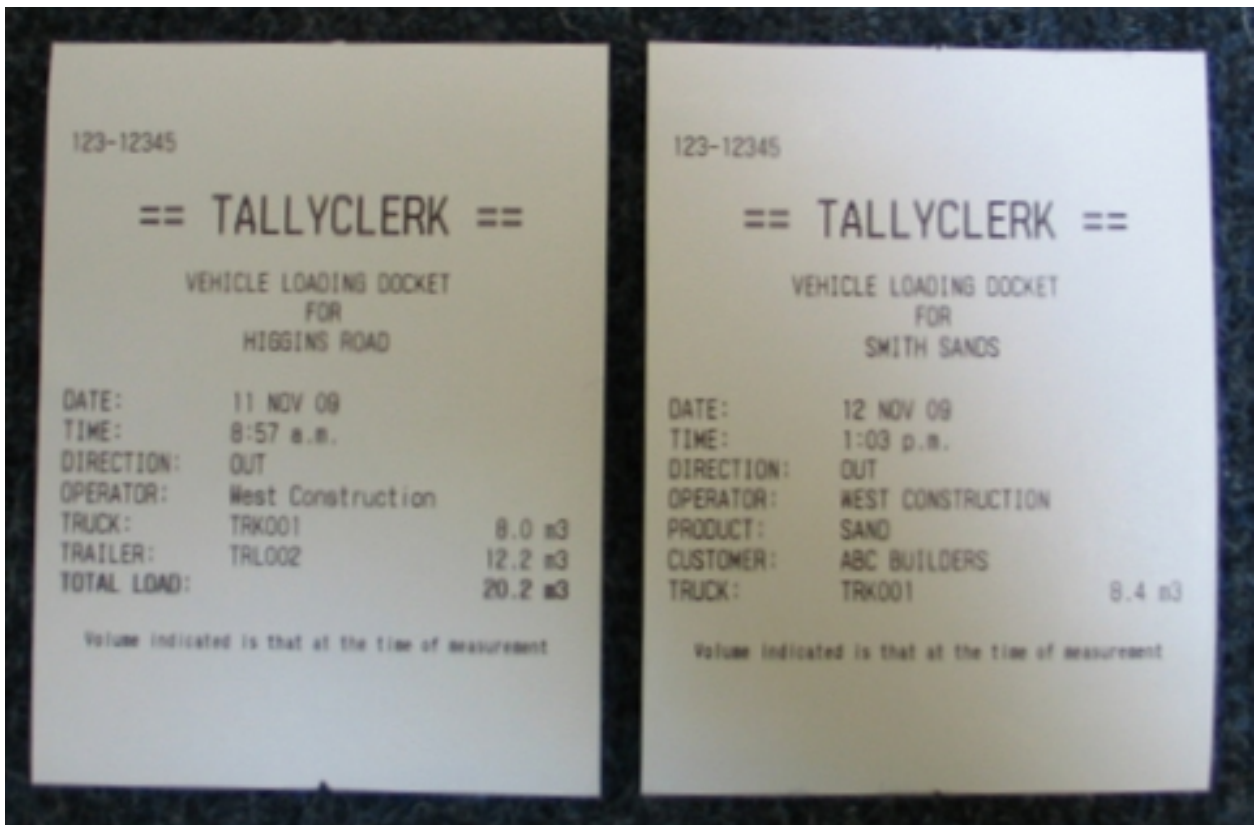 123-12345
== TALLYCLERK ==
VEHICLE LOADING DOCKET
FOR
HIGGINS ROAD
DATE: 11 NOV 09
TIME: 8:57 a.m.
DIRECTION: OUT
OPERATOR: West Construction
TRUCK: TRK001 8.0 m3
TRAILER: TRL002 12.2 m3
TOTAL LOAD: 20.2 m3
Volume indicated is that at the time of measurement
123-12345
== TALLYCLERK ==
VEHICLE LOADING DOCKET
FOR
SMITH SANDS
DATE: 12 NOV 09
TIME: 1:03 p.m.
DIRECTION: OUT
OPERATOR: WEST CONSTRUCTION
PRODUCT: SAND
CUSTOMER: ABC BUILDERS
TRUCK: TRK001 8.4 m3
Volume indicated is that at the time of measurement